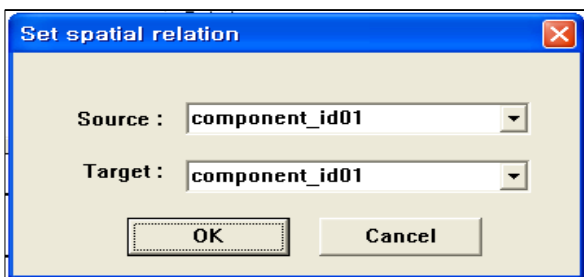 Set spatial relation
Source : component_id01
Target : component_id01
OK Cancel